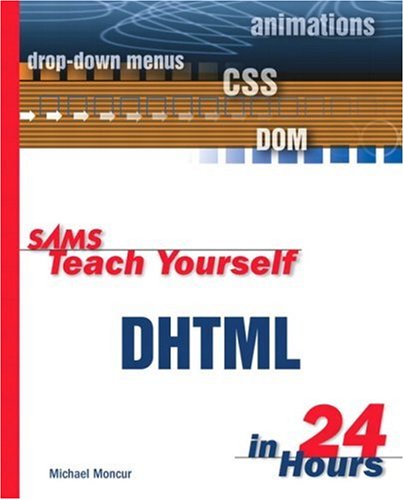 animations
drop-down menus
CSS
DOM
SAMS
Teach Yourself
DHTML
in 24
Hours
Michael Moncur